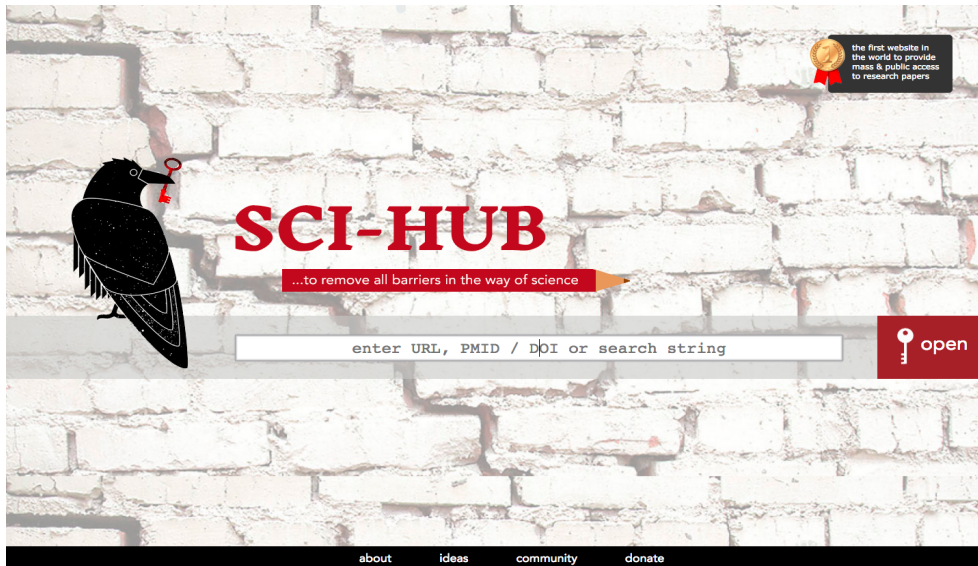 the first website in
the world to provide
mass & public access
to research papers
SCI-HUB
...to remove all barriers in the way of science
enter URL, PMID / DOI or search string
open
about ideas community donate